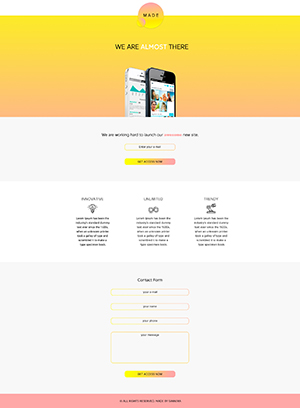 MADE
WE ARE ALMOST THERE
We are working hard to launch our new site.
Enter your e-mail
GET ACCESS NOW
INNOVATIVE
UNLIMITED
TRENDY
Lorem Ipsum has been the
industry's standard dummy
text ever since the 1500s,
when an unknown printer
took a galley of type and
scrambled it to make a
type specimen book.
Lorem Ipsum has been the
industry's standard dummy
text ever since the 1500s,
when an unknown printer
took a galley of type and
scrambled it to make a
type specimen book.
Lorem Ipsum has been the
industry's standard dummy
text ever since the 1500s,
when an unknown printer
took a galley of type and
scrambled it to make a
type specimen book.
Contact Form
your e-mail
your name
your phone
your message
GET ACCESS NOW
© ALL RIGHTS RESERVED | MADE BY